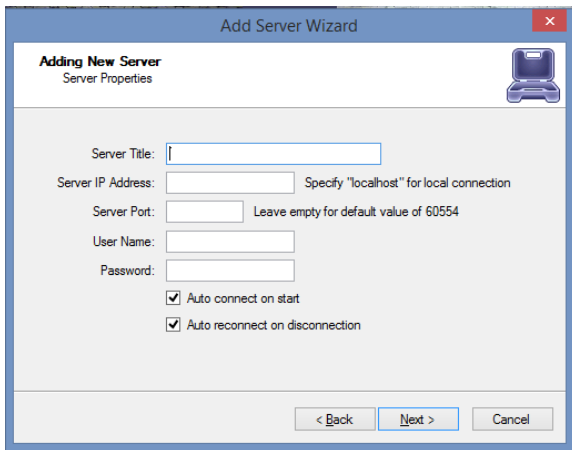 Add Server Wizard
Adding New Server
Server Properties
Server Title:
Server IP Address: Specify "localhost" for local connection
Server Port: Leave empty for default value of 60554
User Name:
Password:
Auto connect on start
Auto reconnect on disconnection
< Back Next > Cancel